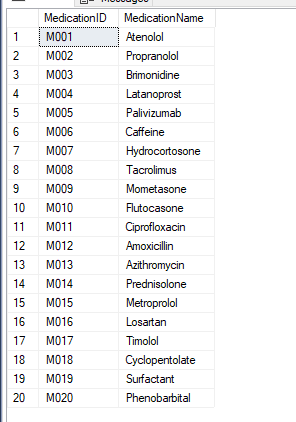 Messages
MedicationID MedicationName
1 M001 Atenolol
2 M002 Propranolol
3 M003 Brimonidine
4 M004 Latanoprost
5 M005 Palivizumab
6 M006 Caffeine
7 M007 Hydrocortosone
8 M008 Tacrolimus
9 M009 Mometasone
10 M010 Flutocasone
11 M011 Ciprofloxacin
12 M012 Amoxicillin
13 M013 Azithromycin
14 M014 Prednisolone
15 M015 Metroprolol
16 M016 Losartan
17 M017 Timolol
18 M018 Cyclopentolate
19 M019 Surfactant
20 M020 Phenobarbital